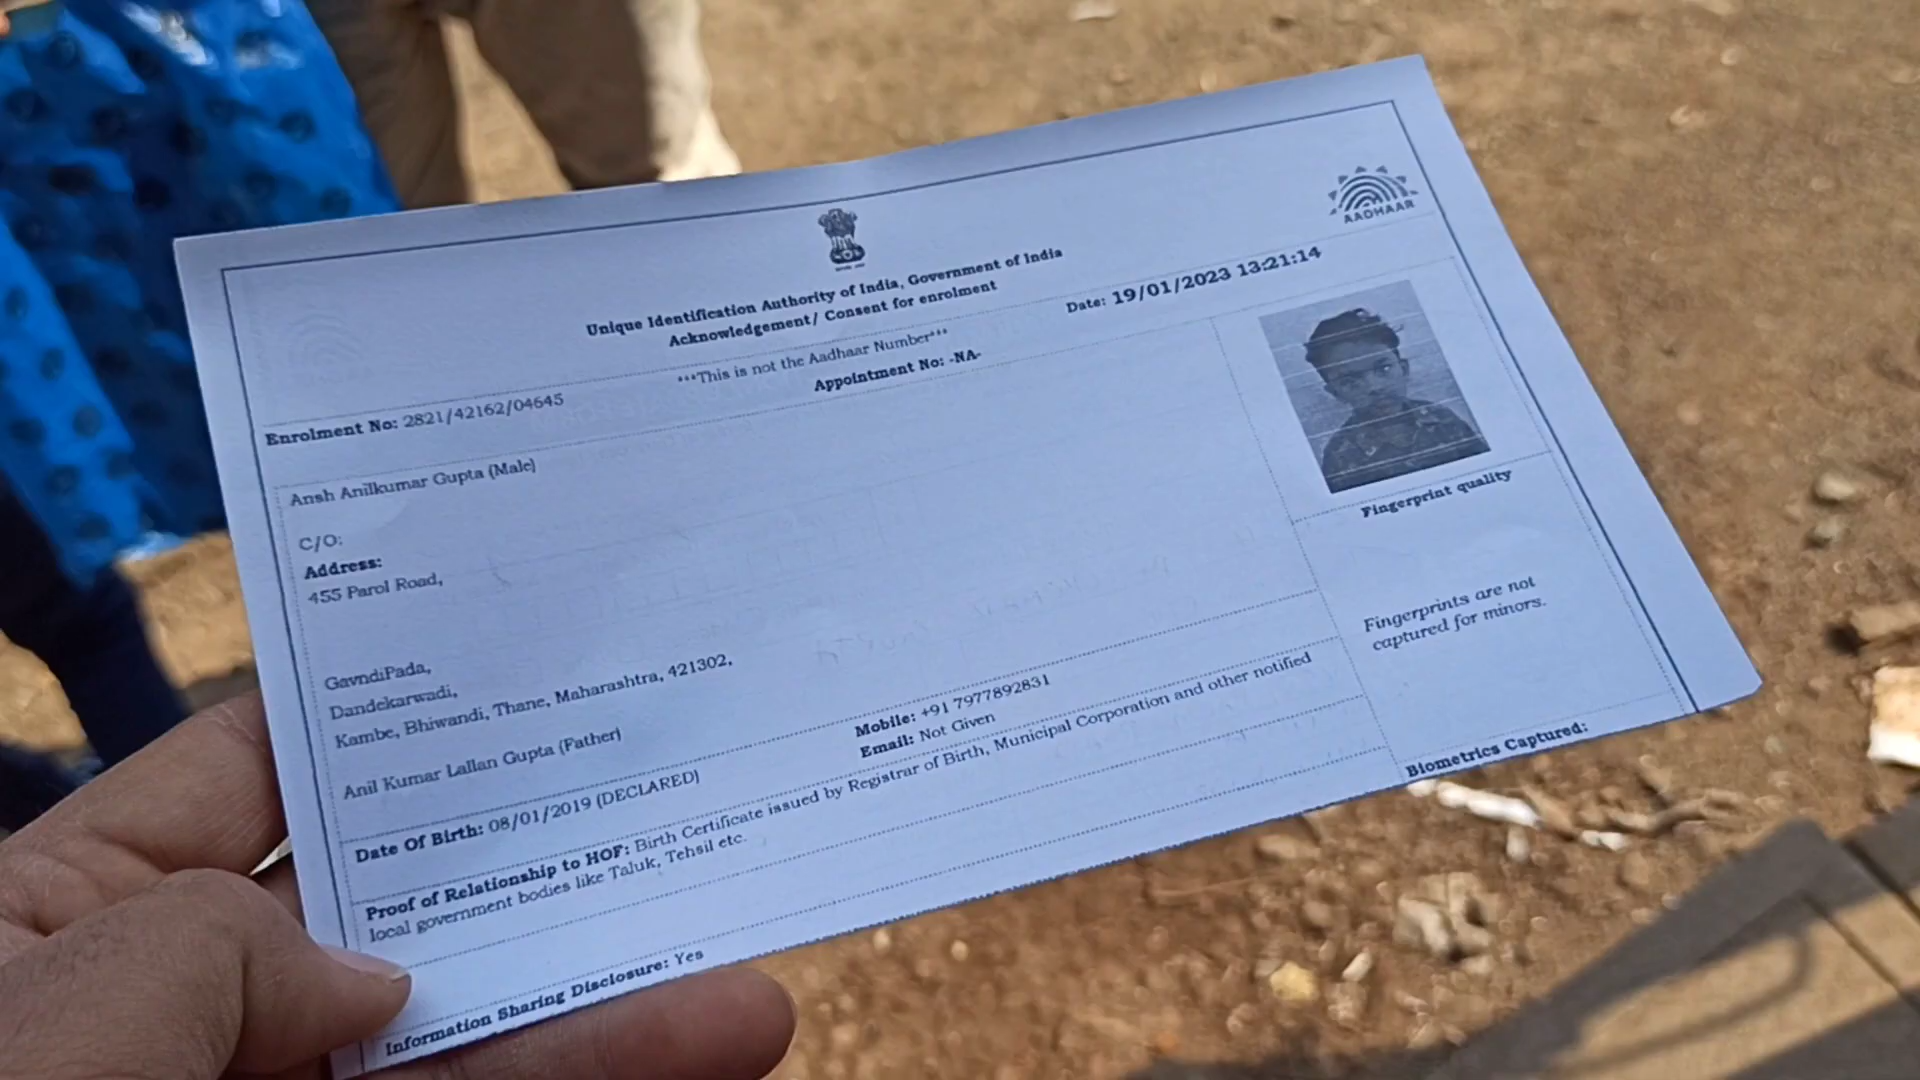 AADHAAR
Unique Identification Authority of India, Government of India
Acknowledgement/ Consent for enrolment
***This is not the Aadhaar Number***
Date: 19/01/2023 13:21:14
Enrolment No: 2821/42162/04645
Appointment No: -NA-
Ansh Anilkumar Gupta (Male)
C/O:
Address:
455 Parol Road,
GavndiPada,
Dandekarwadi,
Kambe, Bhiwandi, Thane, Maharashtra, 421302,
Anil Kumar Lallan Gupta (Father)
Mobile: +91 7977892831
Email: Not Given
Date Of Birth: 08/01/2019 (DECLARED)
Proof of Relationship to HOF: Birth Certificate issued by Registrar of Birth, Municipal Corporation and other notified
local government bodies like Taluk, Tehsil etc.
Information Sharing Disclosure: Yes
Fingerprint quality
Fingerprints are not
captured for minors.
Biometrics Captured: